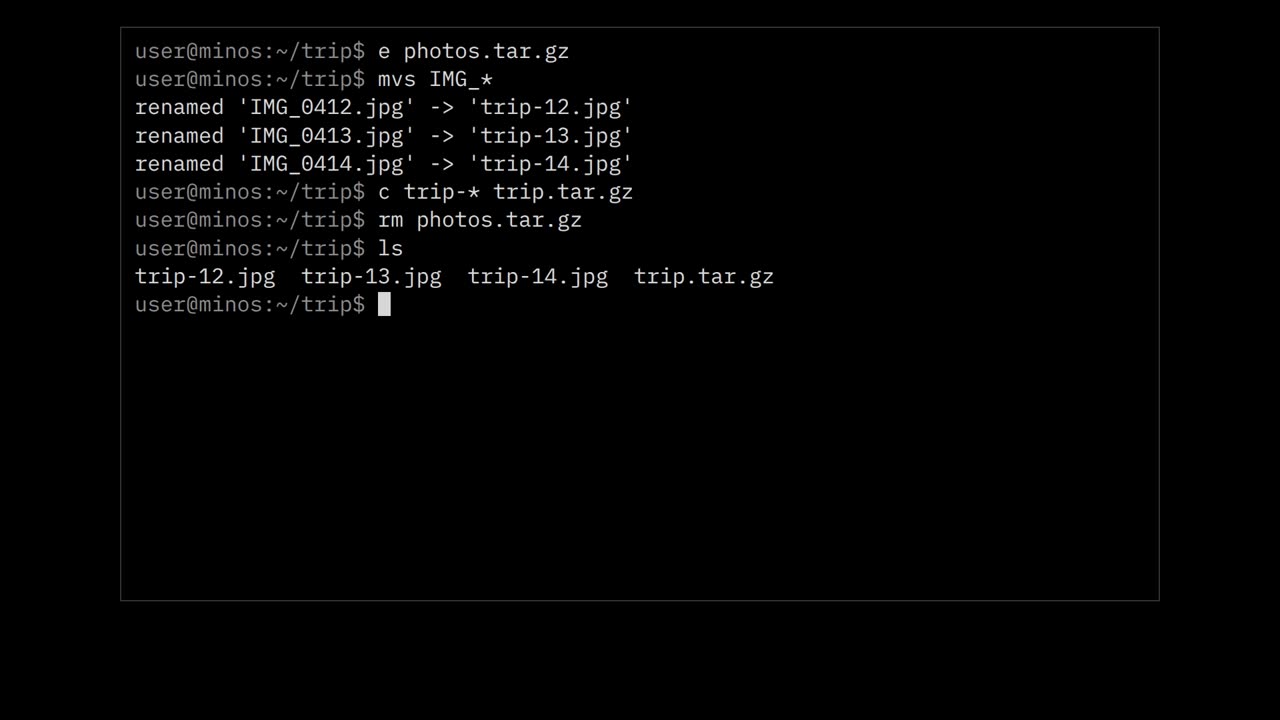 user@minos:~/trip$ e photos.tar.gz
user@minos:~/trip$ mvs IMG_*
renamed 'IMG_0412.jpg' -> 'trip-12.jpg'
renamed 'IMG_0413.jpg' -> 'trip-13.jpg'
renamed 'IMG_0414.jpg' -> 'trip-14.jpg'
user@minos:~/trip$ c trip-* trip.tar.gz
user@minos:~/trip$ rm photos.tar.gz
user@minos:~/trip$ ls
trip-12.jpg  trip-13.jpg  trip-14.jpg  trip.tar.gz
user@minos:~/trip$